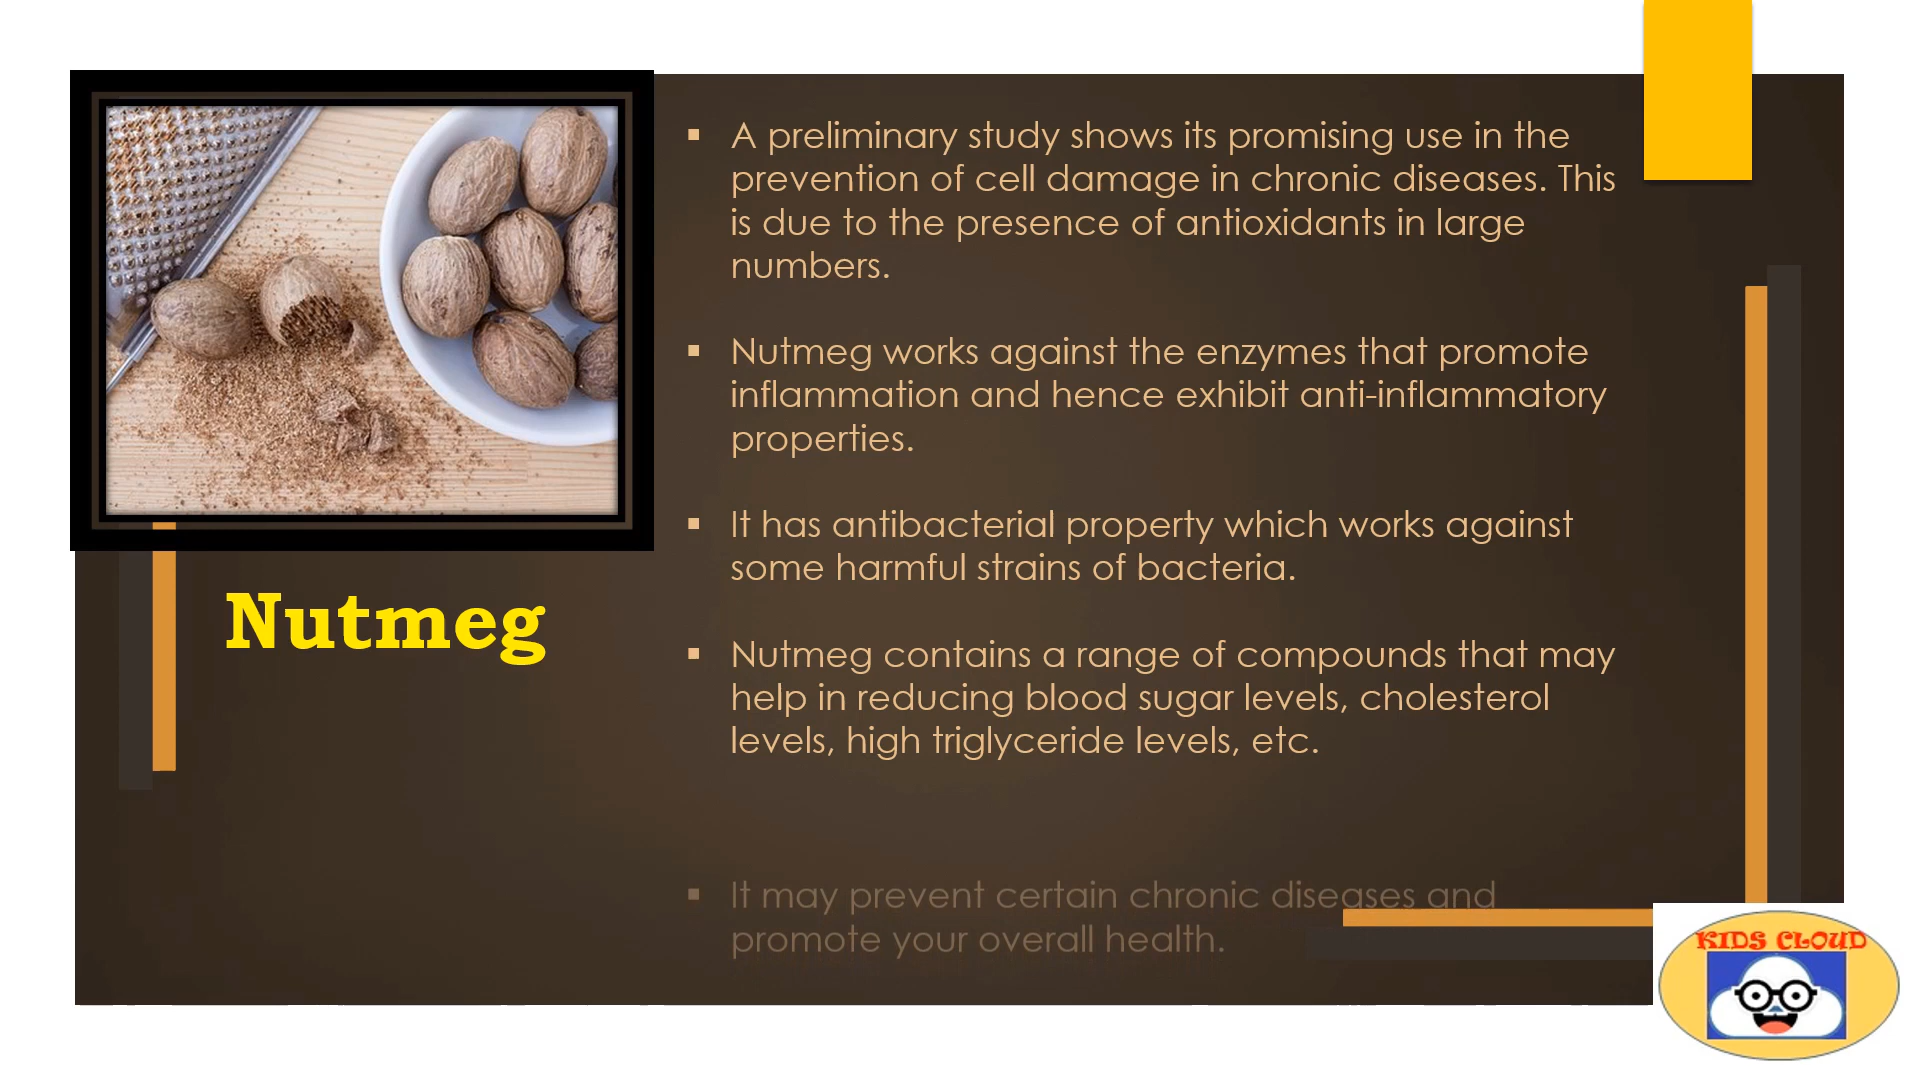 ▪ A preliminary study shows its promising use in the
prevention of cell damage in chronic diseases. This
is due to the presence of antioxidants in large
numbers.
▪ Nutmeg works against the enzymes that promote
inflammation and hence exhibit anti-inflammatory
properties.
▪ It has antibacterial property which works against
some harmful strains of bacteria.
▪ Nutmeg contains a range of compounds that may
help in reducing blood sugar levels, cholesterol
levels, high triglyceride levels, etc.
▪ It may prevent certain chronic diseases and
promote your overall health.
Nutmeg
KIDS CLOUD